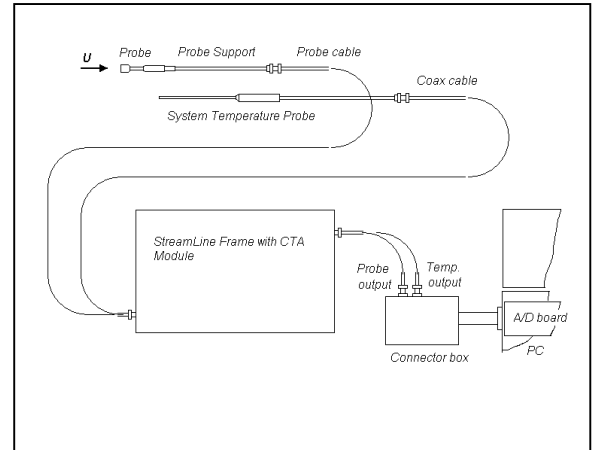 U
Probe
Probe Support
Probe cable
Coax cable
System Temperature Probe
StreamLine Frame with CTA
Module
Probe
output
Temp.
output
A/D board
PC
Connector box